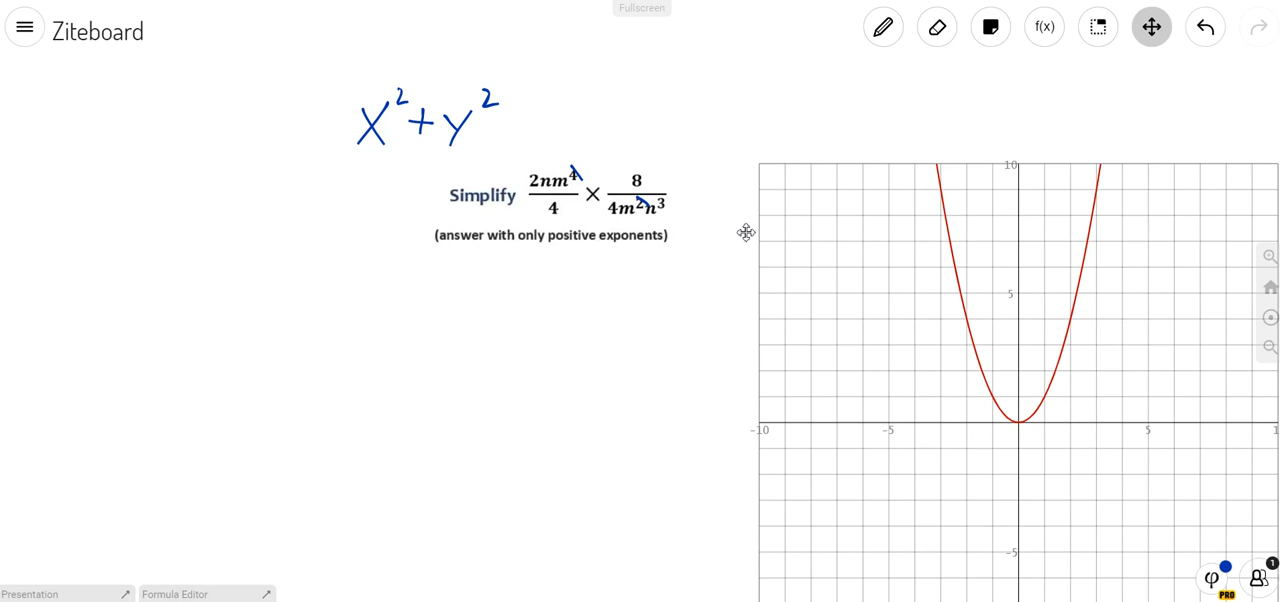 Fullscreen
Ziteboard
f(x)
x² + y²
Simplify 2nm⁴/4 × 8/4m²n³
(answer with only positive exponents)
10
5
-10 -5 5 1
-5
φ
PRO
1
Presentation
Formula Editor